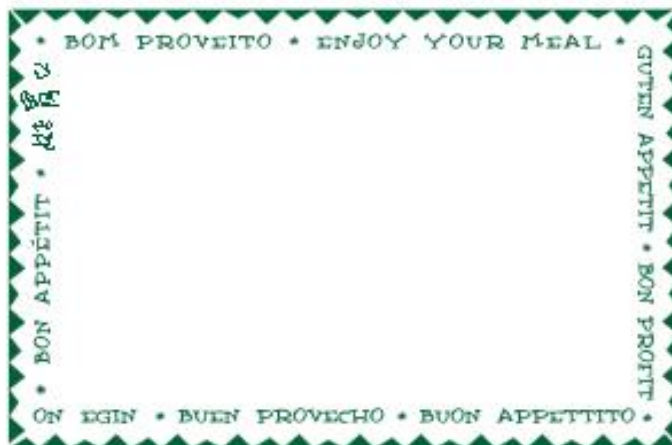 * BOM PROVEITO * ENJOY YOUR MEAL *
GUTEN APPETIT * BON PROFIT
ON EGIN * BUEN PROVECHO * BUON APPETTITO *
* BON APPÉTIT *